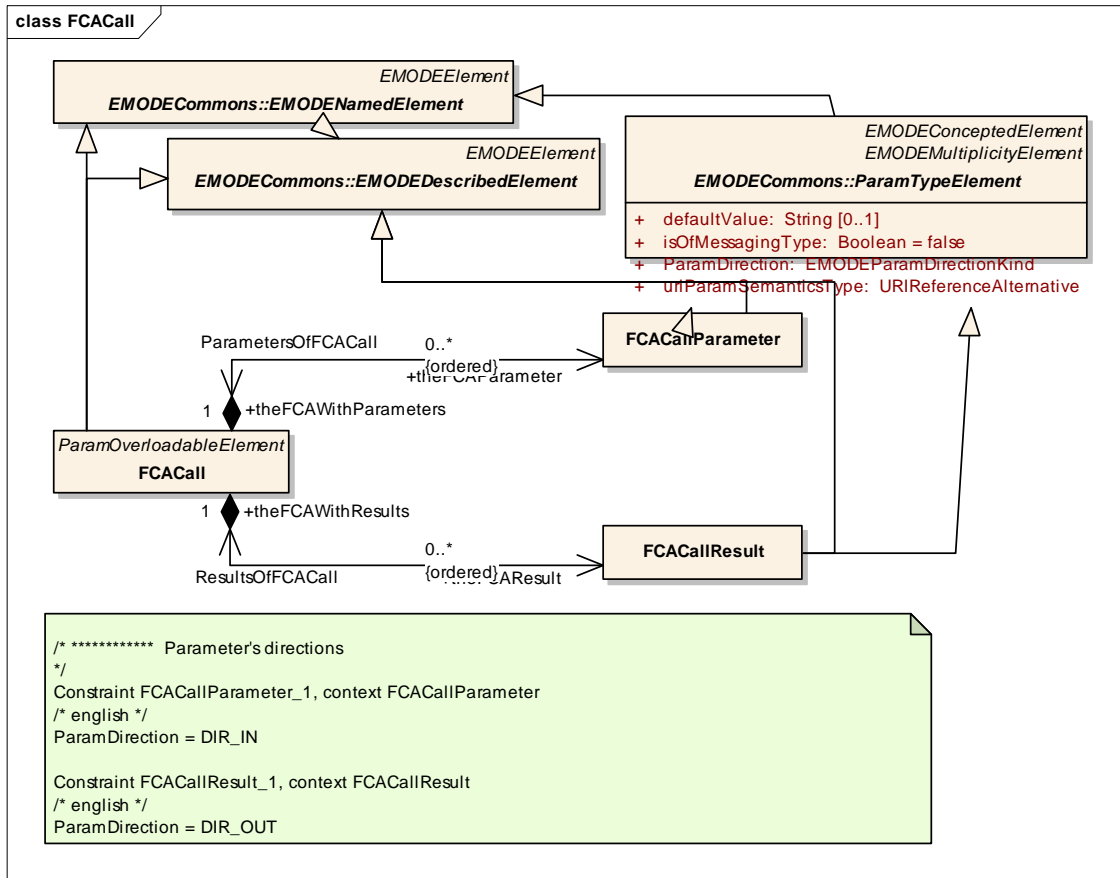 class FCACall
EMODEElement
EMODECommons::EMODENamedElement
EMODEElement
EMODECommons::EMODEDescribedElement
EMODEConceptedElement
EMODEMultiplicityElement
EMODECommons::ParamTypeElement
+ defaultValue: String [0..1]
+ isOfMessagingType: Boolean = false
+ ParamDirection: EMODEParamDirectionKind
+ uriParamSemanticsType: URIReferenceAlternative
FCACallParameter
ParametersOfFCACall
0..*
{ordered}
+theFCAParameter
1
+theFCAWithParameters
ParamOverloadableElement
FCACall
1
+theFCAWithResults
FCACallResult
0..*
{ordered}
+theFCAResult
ResultsOfFCACall
/* ************ Parameter's directions
*/
Constraint FCACallParameter_1, context FCACallParameter
/* english */
ParamDirection = DIR_IN
Constraint FCACallResult_1, context FCACallResult
/* english */
ParamDirection = DIR_OUT